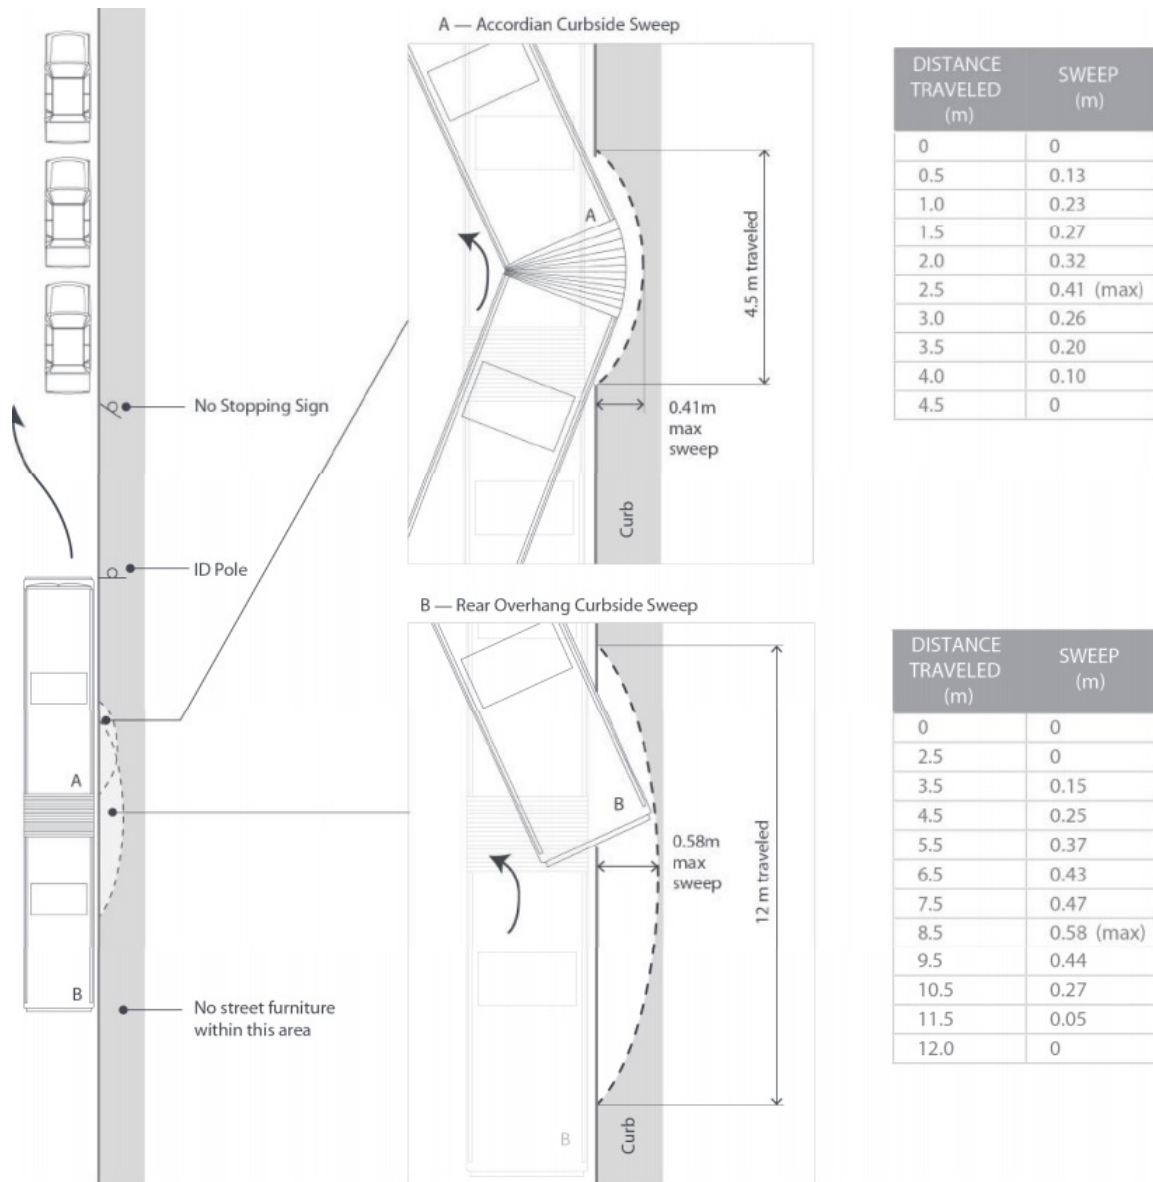 A — Accordian Curbside Sweep
A
4.5 m traveled
0.41m
max
sweep
Curb
DISTANCE TRAVELED (m) SWEEP (m)
0 0
0.5 0.13
1.0 0.23
1.5 0.27
2.0 0.32
2.5 0.41 (max)
3.0 0.26
3.5 0.20
4.0 0.10
4.5 0
No Stopping Sign
ID Pole
A
B
No street furniture
within this area
B — Rear Overhang Curbside Sweep
B
0.58m
max
sweep
12 m traveled
B
Curb
DISTANCE TRAVELED (m) SWEEP (m)
0 0
2.5 0
3.5 0.15
4.5 0.25
5.5 0.37
6.5 0.43
7.5 0.47
8.5 0.58 (max)
9.5 0.44
10.5 0.27
11.5 0.05
12.0 0